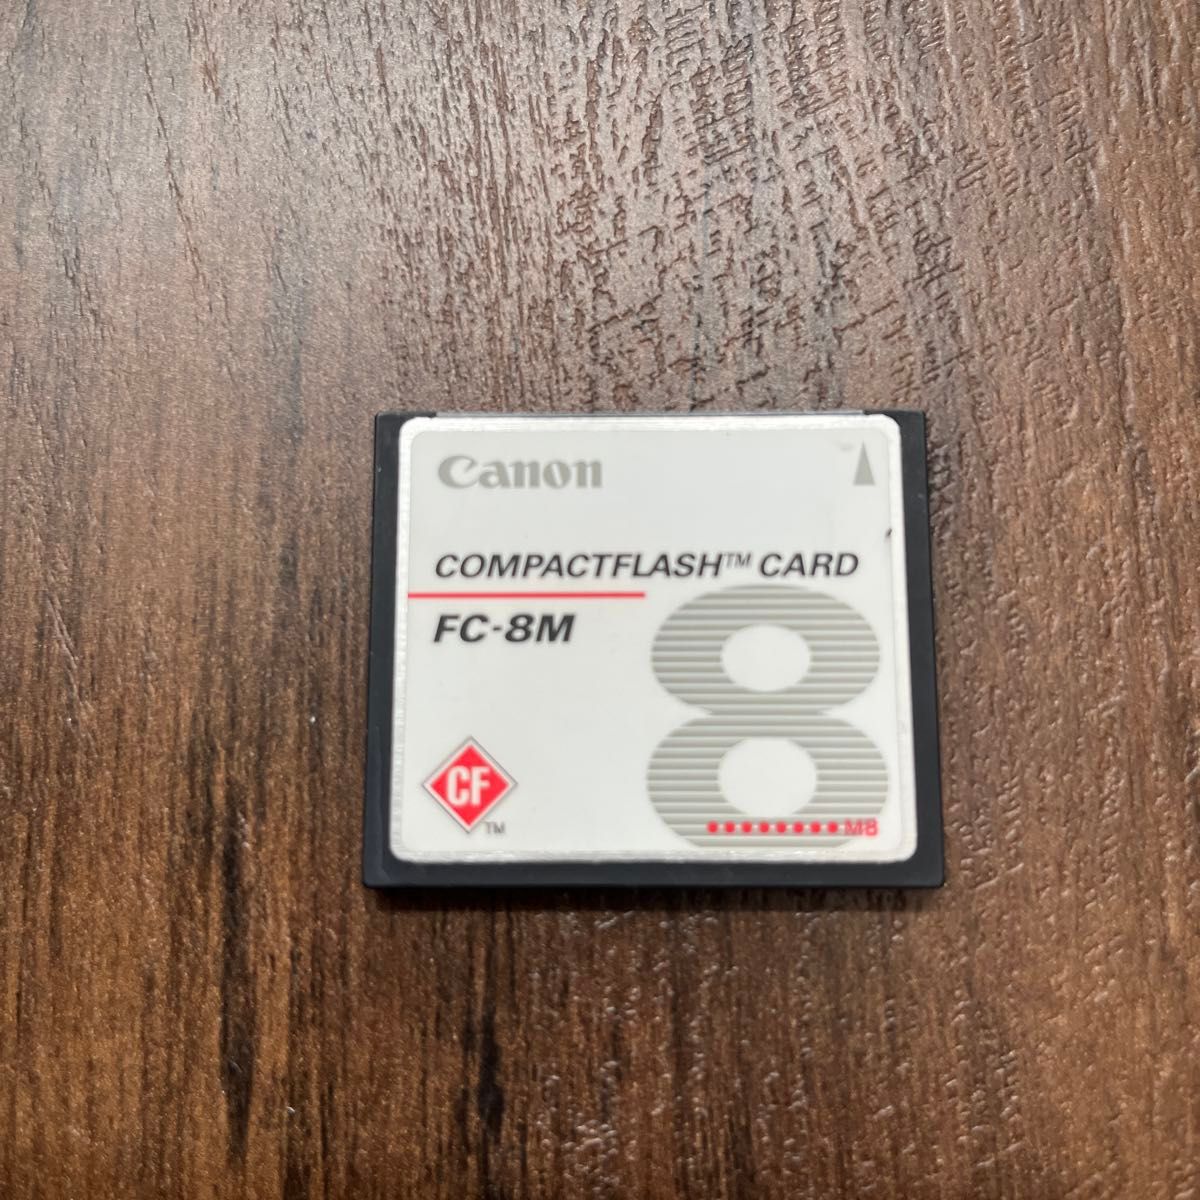 Canon
COMPACTFLASH™ CARD
FC-8M
8
CF
TM
MB